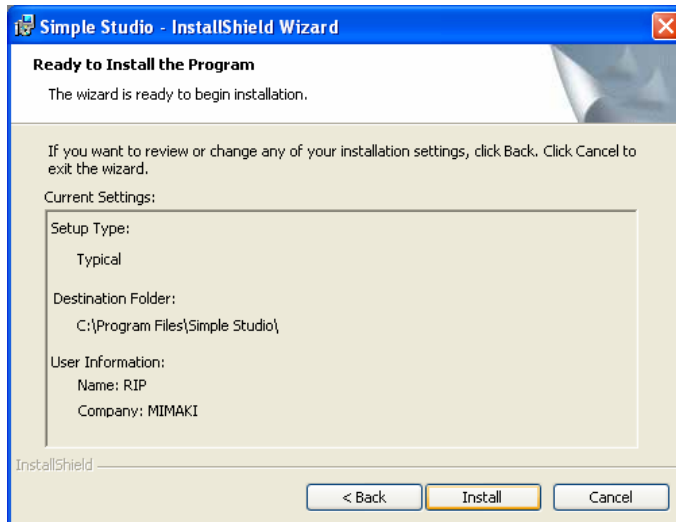 Simple Studio - InstallShield Wizard
Ready to Install the Program
The wizard is ready to begin installation.
If you want to review or change any of your installation settings, click Back. Click Cancel to
exit the wizard.
Current Settings:
Setup Type:
Typical
Destination Folder:
C:\Program Files\Simple Studio\
User Information:
Name: RIP
Company: MIMAKI
InstallShield
< Back
Install
Cancel